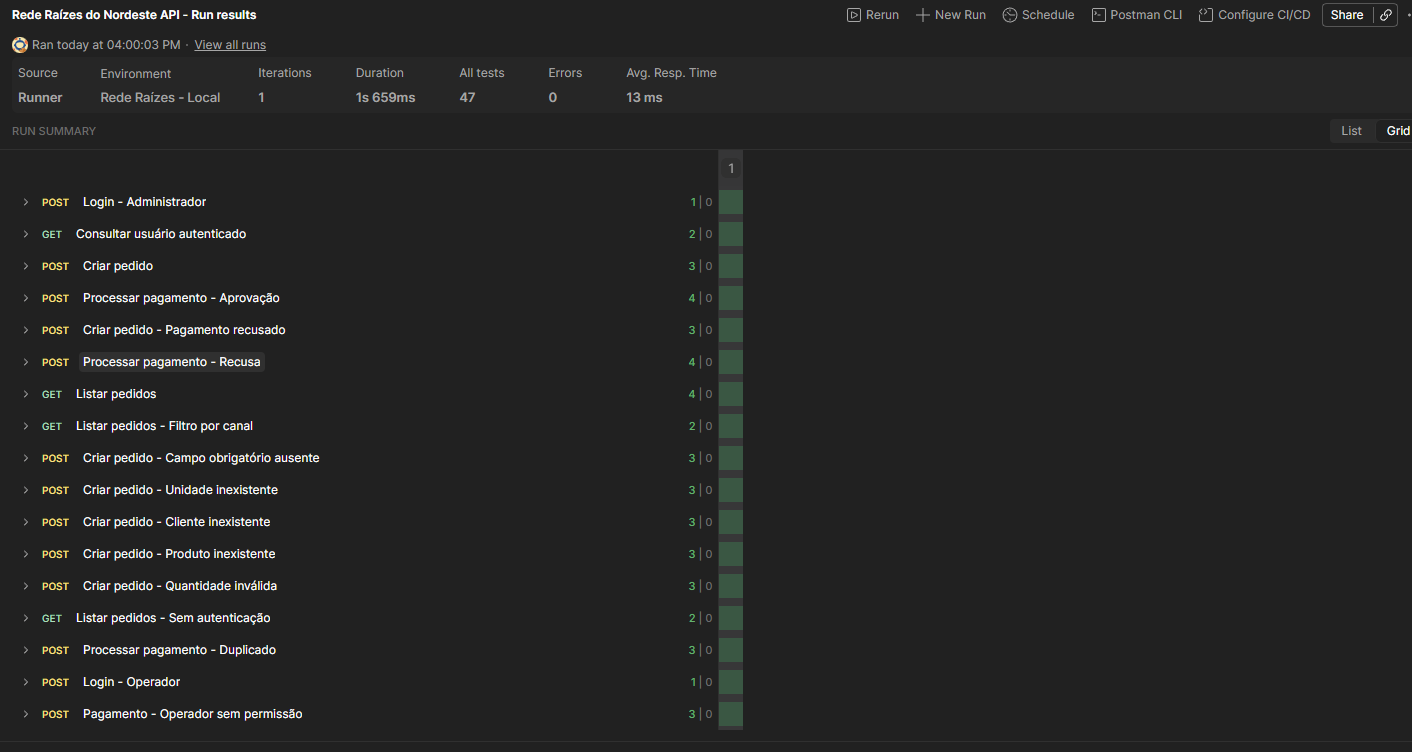 Rede Raízes do Nordeste API - Run results
Rerun New Run Schedule Postman CLI Configure CI/CD Share
Ran today at 04:00:03 PM · View all runs
Source Environment Iterations Duration All tests Errors Avg. Resp. Time
Runner Rede Raízes - Local 1 1s 659ms 47 0 13 ms
RUN SUMMARY List Grid
1
POST Login - Administrador 1 | 0
GET Consultar usuário autenticado 2 | 0
POST Criar pedido 3 | 0
POST Processar pagamento - Aprovação 4 | 0
POST Criar pedido - Pagamento recusado 3 | 0
POST Processar pagamento - Recusa 4 | 0
GET Listar pedidos 4 | 0
GET Listar pedidos - Filtro por canal 2 | 0
POST Criar pedido - Campo obrigatório ausente 3 | 0
POST Criar pedido - Unidade inexistente 3 | 0
POST Criar pedido - Cliente inexistente 3 | 0
POST Criar pedido - Produto inexistente 3 | 0
POST Criar pedido - Quantidade inválida 3 | 0
GET Listar pedidos - Sem autenticação 2 | 0
POST Processar pagamento - Duplicado 3 | 0
POST Login - Operador 1 | 0
POST Pagamento - Operador sem permissão 3 | 0